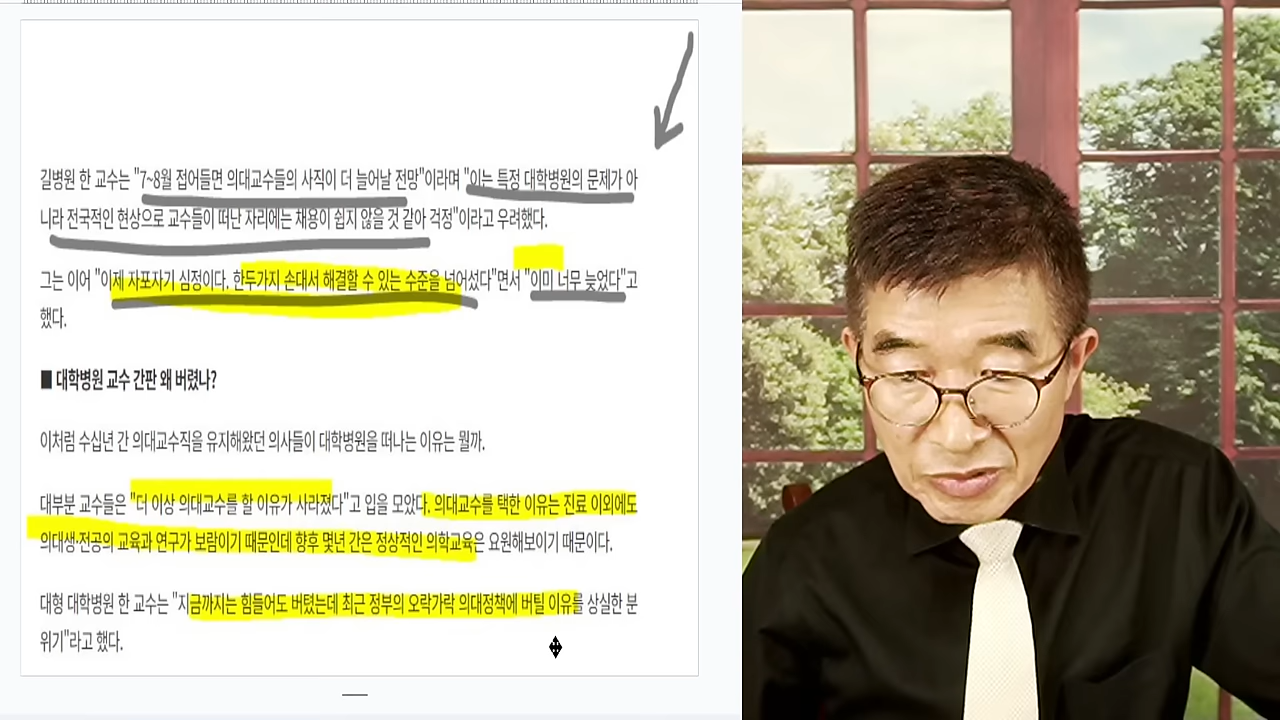 길병원 한 교수는 "7~8월 접어들면 의대교수들의 사직이 더 늘어날 전망"이라며 "이는 특정 대학병원의 문제가 아
니라 전국적인 현상으로 교수들이 떠난 자리에는 채용이 쉽지 않을 것 같아 걱정"이라고 우려했다.
그는 이어 "이제 자포자기 심정이다. 한두가지 손대서 해결할 수 있는 수준을 넘어섰다"면서 "이미 너무 늦었다"고
했다.
■ 대학병원 교수 간판 왜 버렸나?
이처럼 수십년 간 의대교수직을 유지해왔던 의사들이 대학병원을 떠나는 이유는 뭘까.
대부분 교수들은 "더 이상 의대교수를 할 이유가 사라졌다"고 입을 모았다. 의대교수를 택한 이유는 진료 이외에도
의대생·전공의 교육과 연구가 보람이기 때문인데 향후 몇년 간은 정상적인 의학교육은 요원해보이기 때문이다.
대형 대학병원 한 교수는 "지금까지는 힘들어도 버텼는데 최근 정부의 오락가락 의대정책에 버틸 이유를 상실한 분
위기"라고 했다.